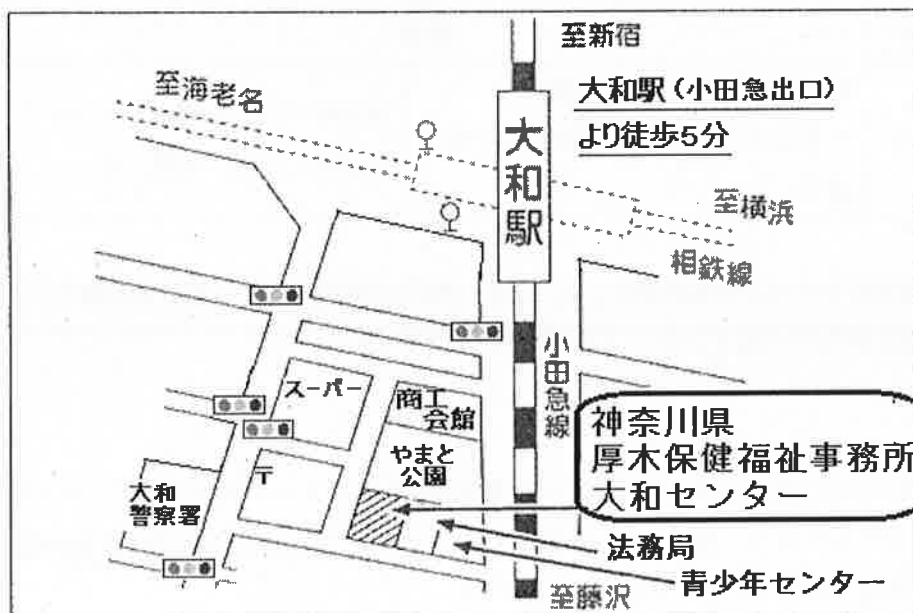 至新宿
至海老名
大和駅(小田急出口)
より徒歩5分
大和駅
至横浜
相鉄線
小田急線
スーパー
商工
会館
やまと
公園
〒
大和
警察署
神奈川県
厚木保健福祉事務所
大和センター
法務局
青少年センター
至藤沢